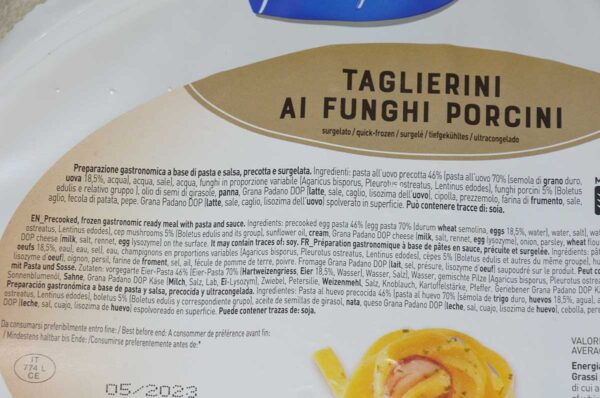 TAGLIERINI
AI FUNGHI PORCINI
surgelato / quick-frozen / surgelé / tiefgekühltes / ultracongelado
Preparazione gastronomica a base di pasta e salsa, precotta e surgelata. Ingredienti: pasta all'uovo precotta 46% (pasta all'uovo 70% (semola di grano duro,
uova 18,5%, acqua), acqua, sale), acqua, funghi in proporzione variabile (Agaricus bisporus, Pleurotus ostreatus, Lentinus edodes), funghi porcini 5% (Boletus
edulis e relativo gruppo ), olio di semi di girasole, panna, Grana Padano DOP (latte, sale, caglio, lisozima dell'uovo), cipolla, prezzemolo, farina di frumento, sale,
aglio, fecola di patata, pepe. Grana Padano DOP (latte, sale, caglio, lisozima dell'uovo) spolverato in superficie. Può contenere tracce di: soia.
EN_Precooked, frozen gastronomic ready meal with pasta and sauce. Ingredients: precooked egg pasta 46% (egg pasta 70% (durum wheat semolina, eggs 18,5%, water), water, salt), wat
ostreatus, Lentinus edodes), cep mushrooms 5% (Boletus edulis and its group), sunflower oil, cream, Grana Padano DOP cheese (milk, salt, rennet, egg lysozyme), onion, parsley, wheat flou
DOP cheese (milk, salt, rennet, egg lysozyme) on the surface. It may contain traces of: soy. FR_Préparation gastronomique à base de pâtes en sauce, précuite et surgelée. Ingrédients: pât
oeufs 18,5%, eau), eau, sel), eau, champignons en proportions variables (Agaricus bisporus, Pleurotus ostreatus, Lentinus edodes), cèpes 5% (Boletus edulis et autres du même groupe), hu
(lisozyme d'oeuf), oignon, persil, farine de froment, sel, ail, fécule de pomme de terre, poivre. Fromage Grana Padano DOP (lait, sel, presure, lisozyme d'oeuf) saupoudré sur le produit. Peut co
mit Pasta und Sosse. Zutaten: vorgegarte Eier-Pasta 46% (Eier-Pasta 70% (Hartweizengriess, Eier 18,5%, Wasser), Wasser, Salz), Wasser, gemischte Pilze (Agaricus bisporus, Pleurotus ostreatus
Sonnenblumenöl, Sahne, Grana Padano DOP Käse (Milch, Salz, Lab, Ei-Lysozym), Zwiebel, Petersilie, Weizenmehl, Salz, Knoblauch, Kartoffelstärke, Pfeffer. Geriebener Grana Padano DOP K
Preparación gastronómica a base de pasta y salsa, precocida y ultracongelada. Ingredientes: Pasta al huevo precocida 46% (pasta al huevo 70% (sémola de trigo duro, huevos 18,5%, agua), a
ostreatus, Lentinus edodes), boletus 5% (Boletus edulis y correspondiente grupo), aceite de semillas de girasol, nata, queso Grana Padano DOP (leche, sal, cuajo, lisozima de huevo), cebolla, pere
DOP (leche, sal, cuajo, lisozima de huevo) espolvoreado en superficie. Puede contener trazas de: soja.
Da consumarsi preferibilmente entro fine: / Best before end: A consommer de préférence avant fin:
/ Mindestens haltbar bis Ende: /Consumirse preferentemente antes de:*
IT
774 L
CE
05/2023
VALORI
AVERAG
Energia
Grassi
di cui a